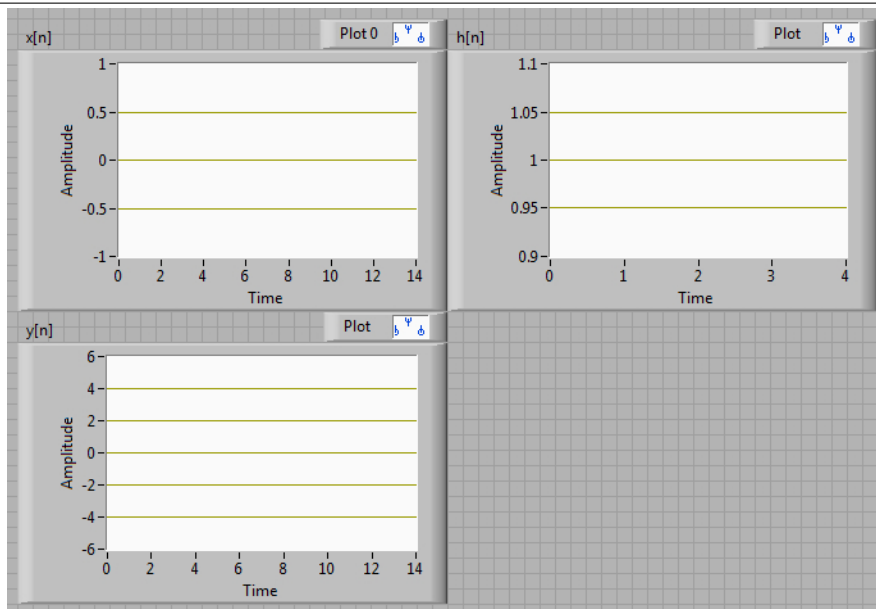 x[n]
Plot 0
1
0.5
0
-0.5
-1
Amplitude
0 2 4 6 8 10 12 14
Time
h[n]
Plot
1.1
1.05
1
0.95
0.9
Amplitude
0 1 2 3 4
Time
y[n]
Plot
6
4
2
0
-2
-4
-6
Amplitude
0 2 4 6 8 10 12 14
Time